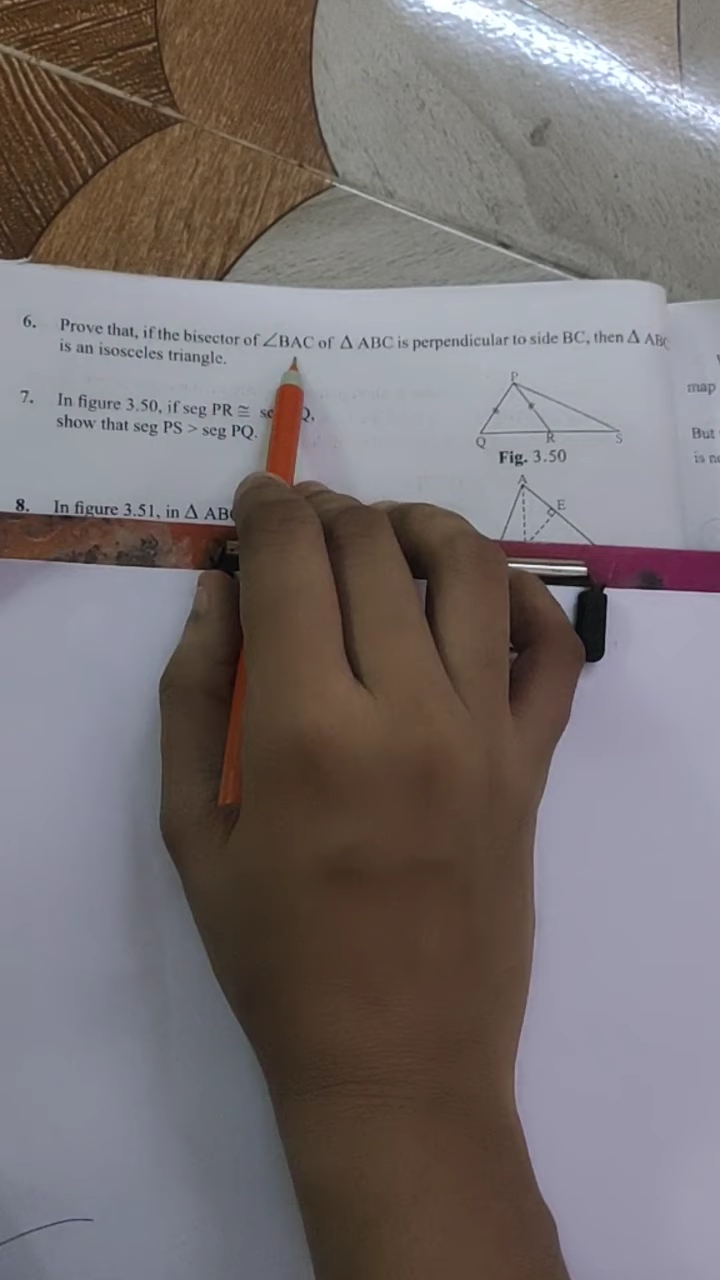 6. Prove that, if the bisector of ∠BAC of Δ ABC is perpendicular to side BC, then Δ ABC
is an isosceles triangle.
7. In figure 3.50, if seg PR ≅ Q,
show that seg PS > seg PQ.
P
Q R S
Fig. 3.50
8. In figure 3.51, in Δ AB
A
E
map
But
is